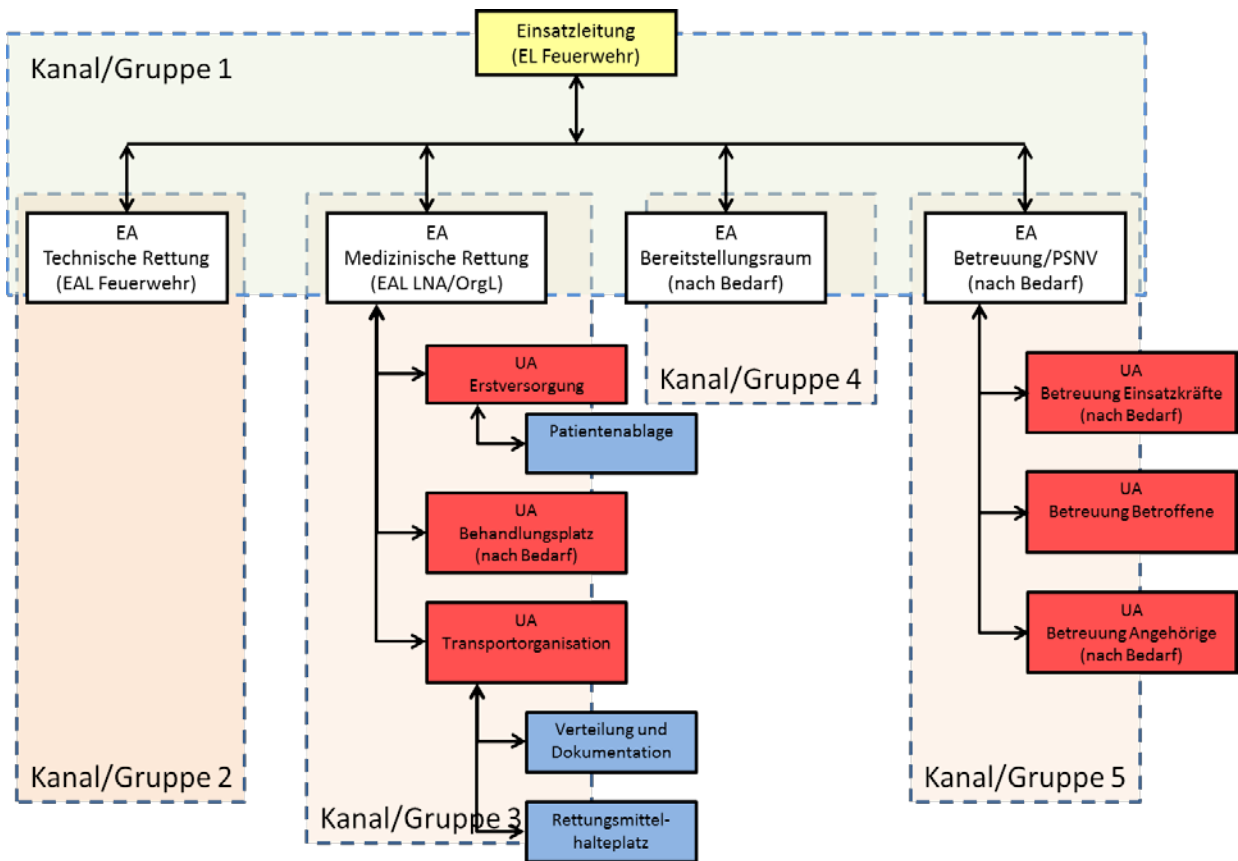 Einsatzleitung
(EL Feuerwehr)
Kanal/Gruppe 1
EA
Technische Rettung
(EAL Feuerwehr)
EA
Medizinische Rettung
(EAL LNA/OrgL)
EA
Bereitstellungsraum
(nach Bedarf)
EA
Betreuung/PSNV
(nach Bedarf)
UA
Erstversorgung
Patientenablage
UA
Behandlungsplatz
(nach Bedarf)
UA
Transportorganisation
Verteilung und
Dokumentation
Rettungsmittel-
halteplatz
Kanal/Gruppe 4
UA
Betreuung Einsatzkräfte
(nach Bedarf)
UA
Betreuung Betroffene
UA
Betreuung Angehörige
(nach Bedarf)
Kanal/Gruppe 2
Kanal/Gruppe 3
Kanal/Gruppe 5